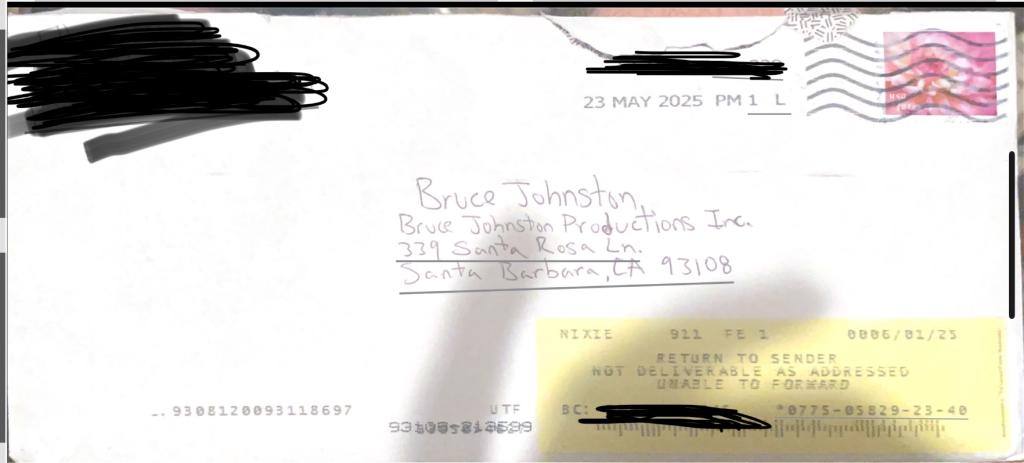 23 MAY 2025 PM 1 L
Bruce Johnston,
Bruce Johnston Productions Inc.
339 Santa Rosa Ln.
Santa Barbara, CA 93108
NIXIE 911 FE 1 0006/01/25
RETURN TO SENDER
NOT DELIVERABLE AS ADDRESSED
UNABLE TO FORWARD
9308120093118697
UTF
BC:
*0775-05829-23-40